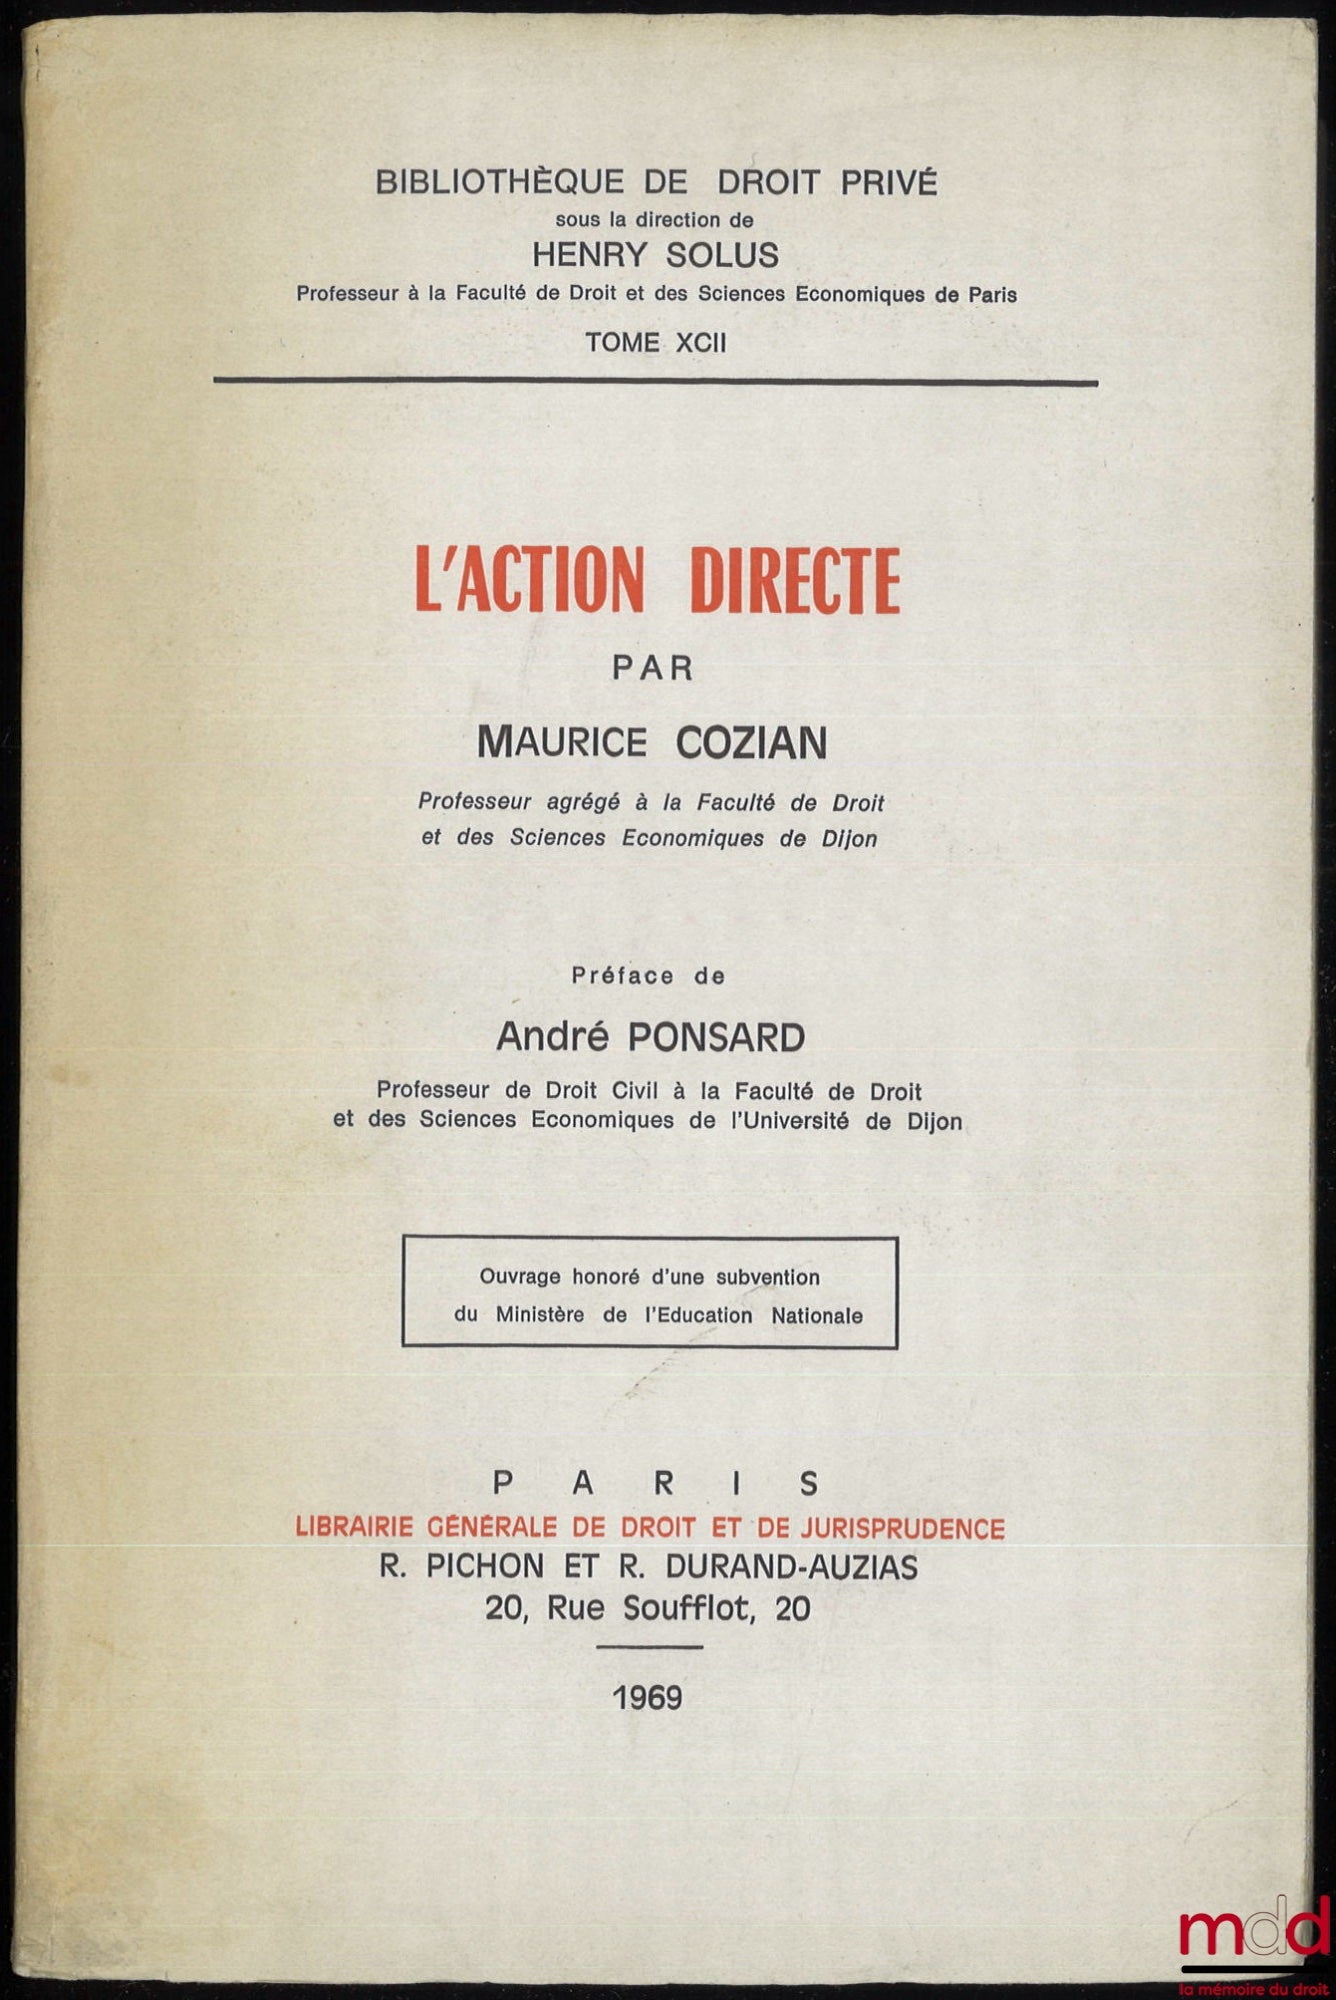 BIBLIOTHÈQUE DE DROIT PRIVÉ
sous la direction de
HENRY SOLUS
Professeur à la Faculté de Droit et des Sciences Economiques de Paris
TOME XCII
L'ACTION DIRECTE
PAR
MAURICE COZIAN
Professeur agrégé à la Faculté de Droit
et des Sciences Economiques de Dijon
Préface de
André PONSARD
Professeur de Droit Civil à la Faculté de Droit
et des Sciences Economiques de l'Université de Dijon
Ouvrage honoré d'une subvention
du Ministère de l'Education Nationale
PARIS
LIBRAIRIE GÉNÉRALE DE DROIT ET DE JURISPRUDENCE
R. PICHON ET R. DURAND-AUZIAS
20, Rue Soufflot, 20
1969
mdd
la mémoire du droit